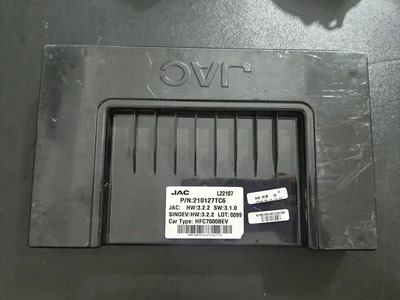 JAC
JAC L22107
P/N:210127TC6
JAC: HW:3.2.2 SW:3.1.0
SINOEV:HW:3.2.2 LOT:0099
Car Type: HFC7000BEV